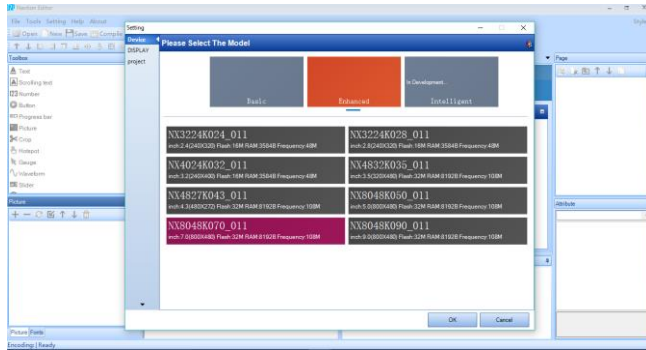 Nextion Editor
File Tools Setting Help About
Open New Save Compile
Style
Toolbox
Text
Scrolling text
Number
Button
Progress bar
Picture
Crop
Hotspot
Gauge
Waveform
Slider
Picture
Picture Fonts
Encoding Ready
Setting
Device
DISPLAY
project
Please Select The Model
Basic
Enhanced
In Development...
Intelligent
NX3224K024_011
inch:2.4(240X320) Flash:16M RAM:3584B Frequency:48M
NX3224K028_011
inch:2.8(240X320) Flash:16M RAM:3584B Frequency:48M
NX4024K032_011
inch:3.2(240X400) Flash:16M RAM:3584B Frequency:48M
NX4832K035_011
inch:3.5(320X480) Flash:32M RAM:8192B Frequency:108M
NX4827K043_011
inch:4.3(480X272) Flash:32M RAM:8192B Frequency:108M
NX8048K050_011
inch:5.0(800X480) Flash:32M RAM:8192B Frequency:108M
NX8048K070_011
inch:7.0(800X480) Flash:32M RAM:8192B Frequency:108M
NX8048K090_011
inch:9.0(800X480) Flash:32M RAM:8192B Frequency:108M
OK Cancel
Page
Attribute